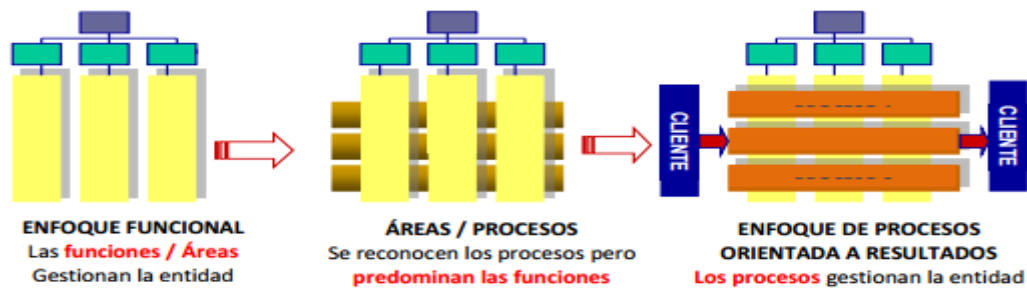 CLIENTE
CLIENTE
ENFOQUE FUNCIONAL
Las funciones / Áreas
Gestionan la entidad
ÁREAS / PROCESOS
Se reconocen los procesos pero
predominan las funciones
ENFOQUE DE PROCESOS
ORIENTADA A RESULTADOS
Los procesos gestionan la entidad